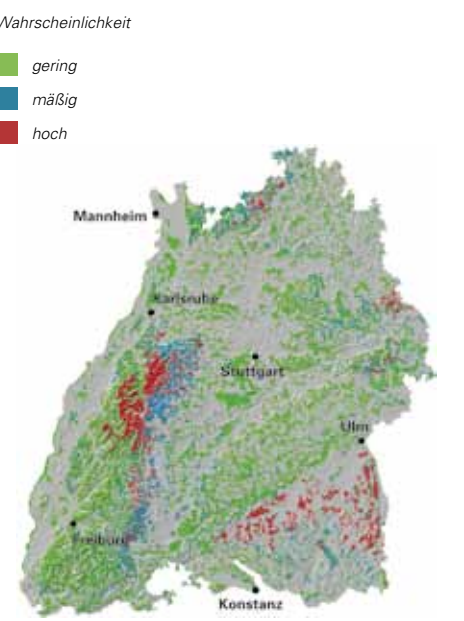 Wahrscheinlichkeit
gering
mäßig
hoch
Mannheim
Karlsruhe
Stuttgart
Ulm
Freiburg
Konstanz